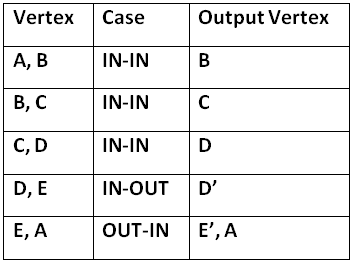 Vertex Case Output Vertex
A, B IN-IN B
B, C IN-IN C
C, D IN-IN D
D, E IN-OUT D’
E, A OUT-IN E’, A